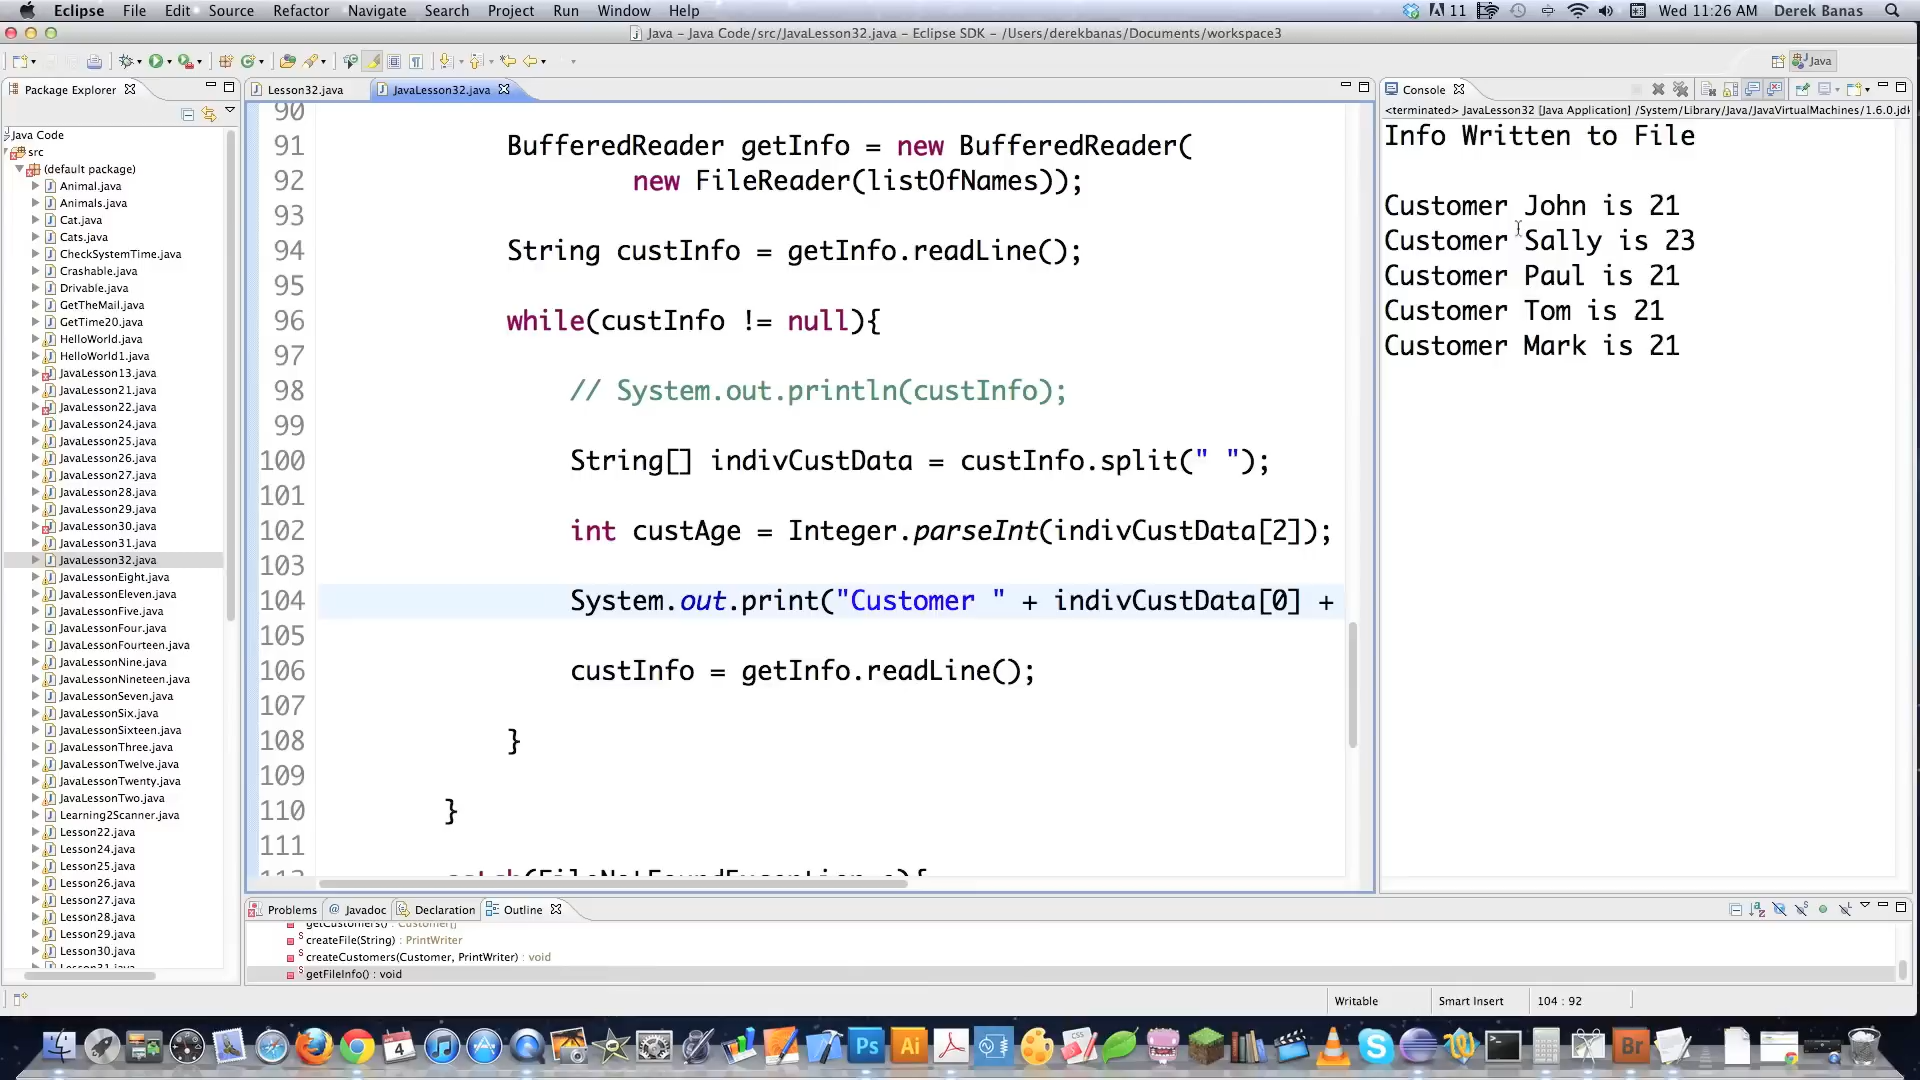 Eclipse File Edit Source Refactor Navigate Search Project Run Window Help
11 Wed 11:26 AM Derek Banas
Java - Java Code/src/JavaLesson32.java - Eclipse SDK - /Users/derekbanas/Documents/workspace3
Java
Package Explorer
Java Code
src
(default package)
Animal.java
Animals.java
Cat.java
Cats.java
CheckSystemTime.java
Crashable.java
Drivable.java
GetTheMail.java
GetTime20.java
HelloWorld.java
HelloWorld1.java
JavaLesson13.java
JavaLesson21.java
JavaLesson22.java
JavaLesson24.java
JavaLesson25.java
JavaLesson26.java
JavaLesson27.java
JavaLesson28.java
JavaLesson29.java
JavaLesson30.java
JavaLesson31.java
JavaLesson32.java
JavaLessonEight.java
JavaLessonEleven.java
JavaLessonFive.java
JavaLessonFour.java
JavaLessonFourteen.java
JavaLessonNine.java
JavaLessonNineteen.java
JavaLessonSeven.java
JavaLessonSix.java
JavaLessonSixteen.java
JavaLessonThree.java
JavaLessonTwelve.java
JavaLessonTwenty.java
JavaLessonTwo.java
Learning2Scanner.java
Lesson22.java
Lesson24.java
Lesson25.java
Lesson26.java
Lesson27.java
Lesson28.java
Lesson29.java
Lesson30.java
Lesson31.java
Lesson32.java JavaLesson32.java
90
91 BufferedReader getInfo = new BufferedReader(
92 new FileReader(listOfNames));
93
94 String custInfo = getInfo.readLine();
95
96 while(custInfo != null){
97
98 // System.out.println(custInfo);
99
100 String[] indivCustData = custInfo.split(" ");
101
102 int custAge = Integer.parseInt(indivCustData[2]);
103
104 System.out.print("Customer " + indivCustData[0] +
105
106 custInfo = getInfo.readLine();
107
108 }
109
110 }
111
catch(FileNotFoundException e){
Console
<terminated> JavaLesson32 [Java Application] /System/Library/Java/JavaVirtualMachines/1.6.0.jdk
Info Written to File
Customer John is 21
Customer Sally is 23
Customer Paul is 21
Customer Tom is 21
Customer Mark is 21
Problems Javadoc Declaration Outline
getCustomers() : Customer[]
createFile(String) : PrintWriter
createCustomers(Customer, PrintWriter) : void
getFileInfo() : void
Writable Smart Insert 104 : 92
4 Ps Ai Br